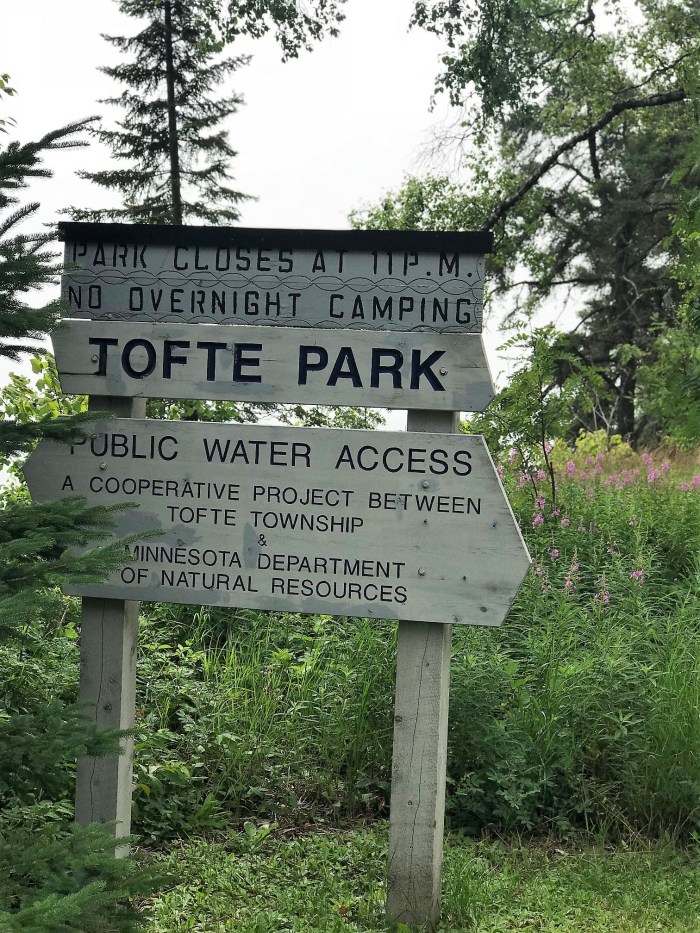 PARK CLOSES AT 11P.M.
NO OVERNIGHT CAMPING
TOFTE PARK
PUBLIC WATER ACCESS
A COOPERATIVE PROJECT BETWEEN
TOFTE TOWNSHIP
&
MINNESOTA DEPARTMENT
OF NATURAL RESOURCES